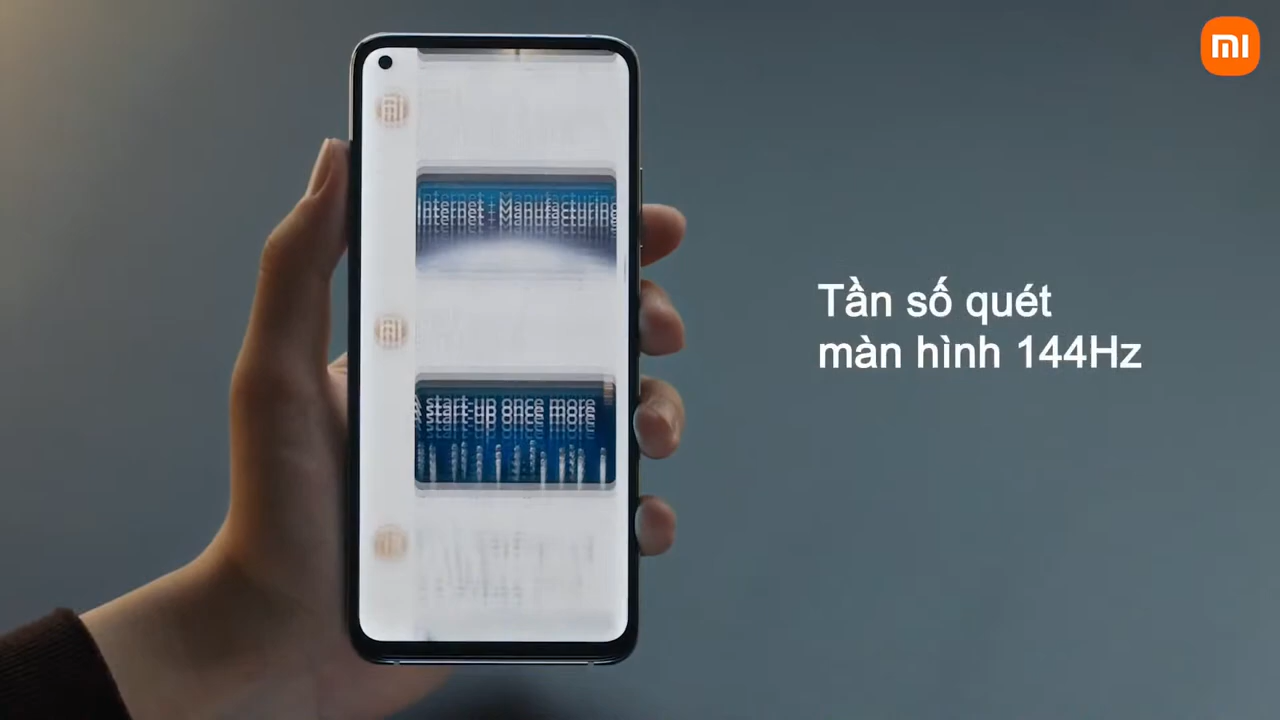 mi
Tần số quét
màn hình 144Hz
Internet + Manufacturing
start-up once more